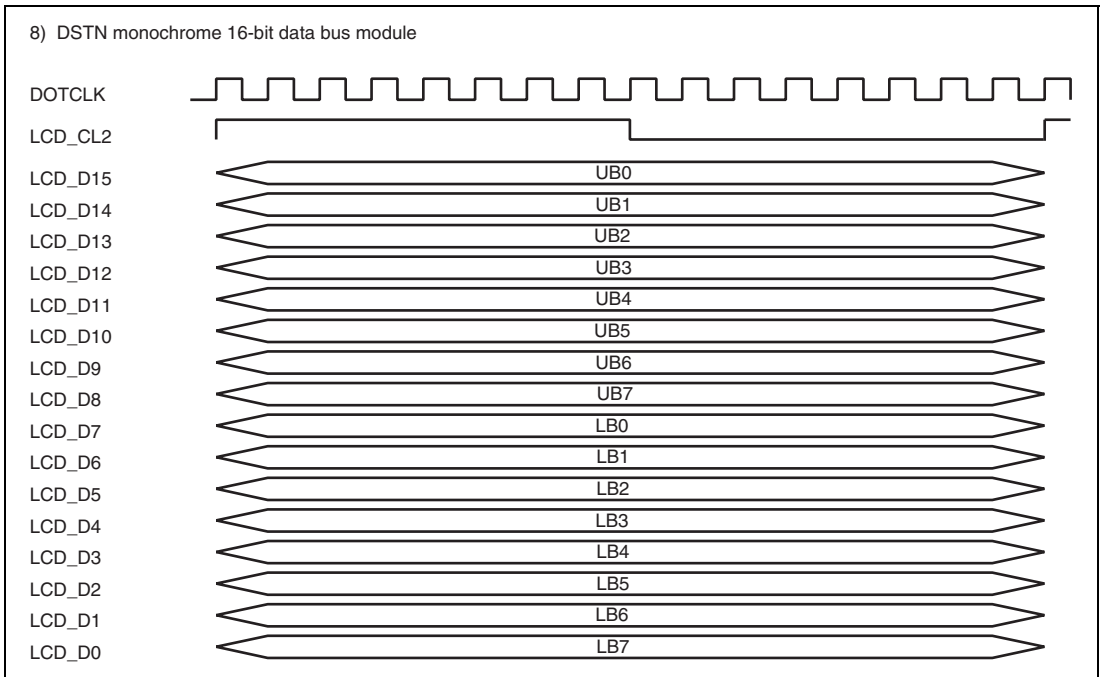 8) DSTN monochrome 16-bit data bus module
DOTCLK
LCD_CL2
LCD_D15 UB0
LCD_D14 UB1
LCD_D13 UB2
LCD_D12 UB3
LCD_D11 UB4
LCD_D10 UB5
LCD_D9 UB6
LCD_D8 UB7
LCD_D7 LB0
LCD_D6 LB1
LCD_D5 LB2
LCD_D4 LB3
LCD_D3 LB4
LCD_D2 LB5
LCD_D1 LB6
LCD_D0 LB7